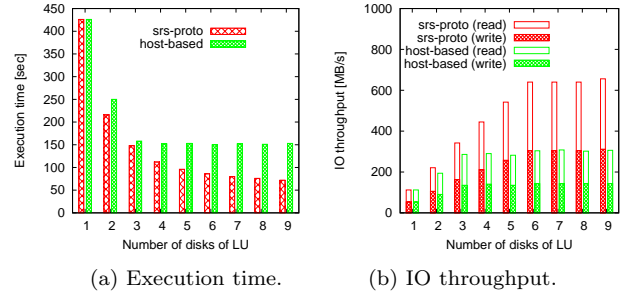 450
400
350
300
250
200
150
100
50
0
Execution time [sec]
srs-proto
host-based
1 2 3 4 5 6 7 8 9
Number of disks of LU
(a) Execution time.
1000
800
600
400
200
0
IO throughput [MB/s]
srs-proto (read)
srs-proto (write)
host-based (read)
host-based (write)
1 2 3 4 5 6 7 8 9
Number of disks of LU
(b) IO throughput.